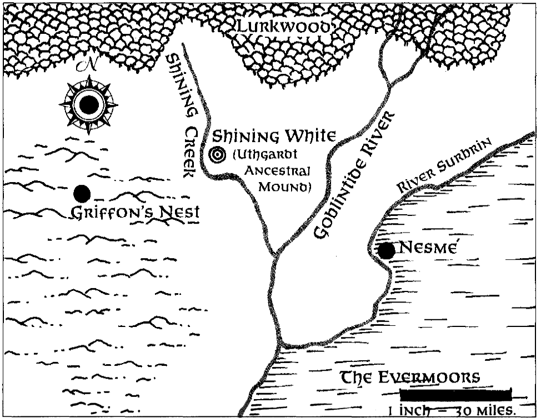 Lurkwood
N
Shining Creek
Shining White
(Uthgardt
Ancestral
Mound)
Goblintide River
River Surbrin
Griffon's Nest
Nesmé
The Evermoors
1 inch = 30 miles.